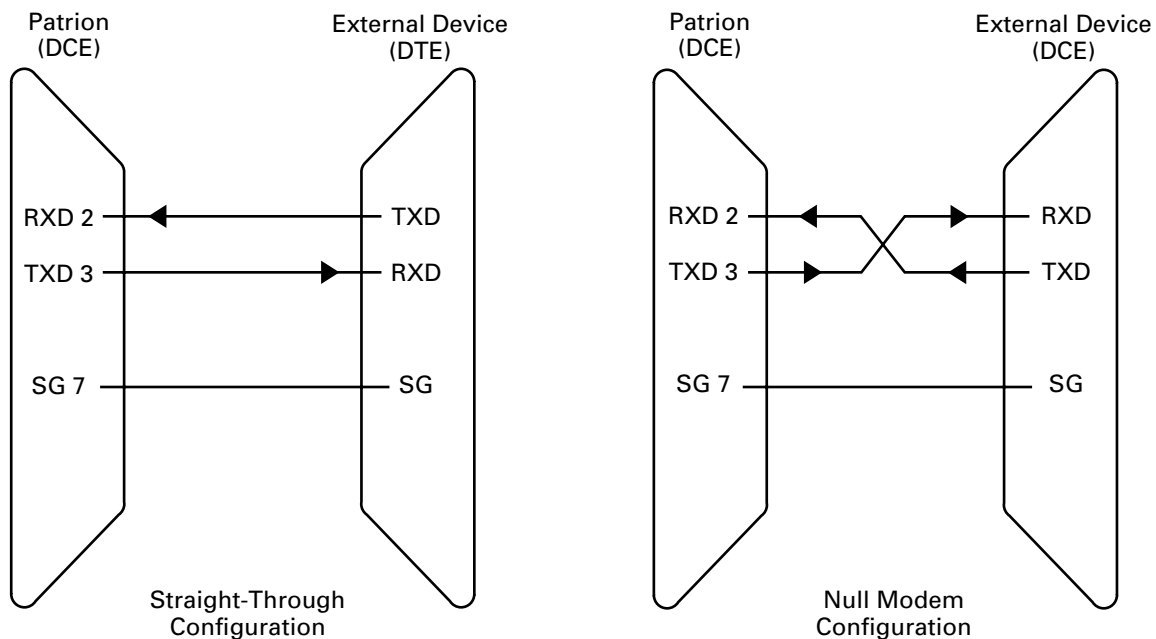 Patrion
(DCE)
External Device
(DTE)
RXD 2
TXD
TXD 3
RXD
SG 7
SG
Straight-Through
Configuration
Patrion
(DCE)
External Device
(DCE)
RXD 2
RXD
TXD 3
TXD
SG 7
SG
Null Modem
Configuration